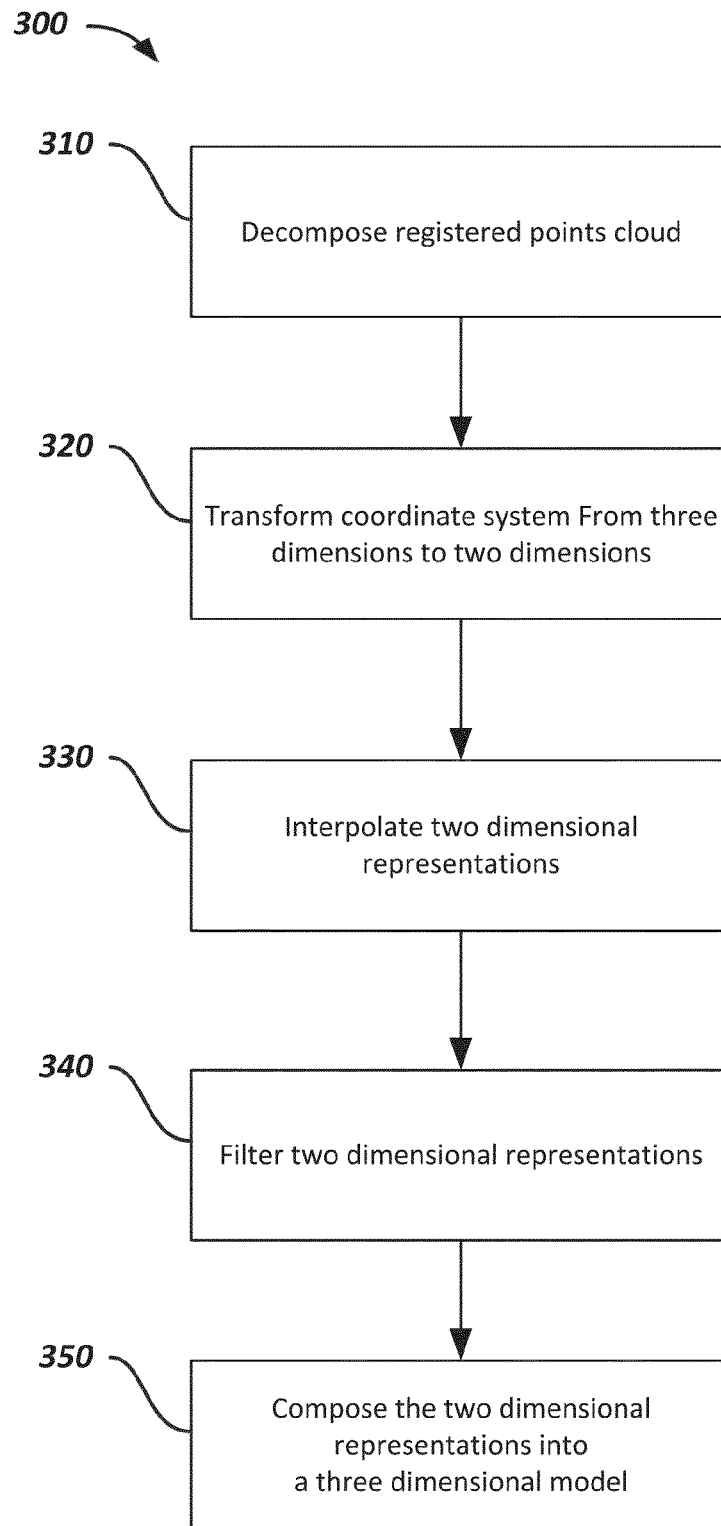 300
310
Decompose registered points cloud
320
Transform coordinate system From three
dimensions to two dimensions
330
Interpolate two dimensional
representations
340
Filter two dimensional representations
350
Compose the two dimensional
representations into
a three dimensional model